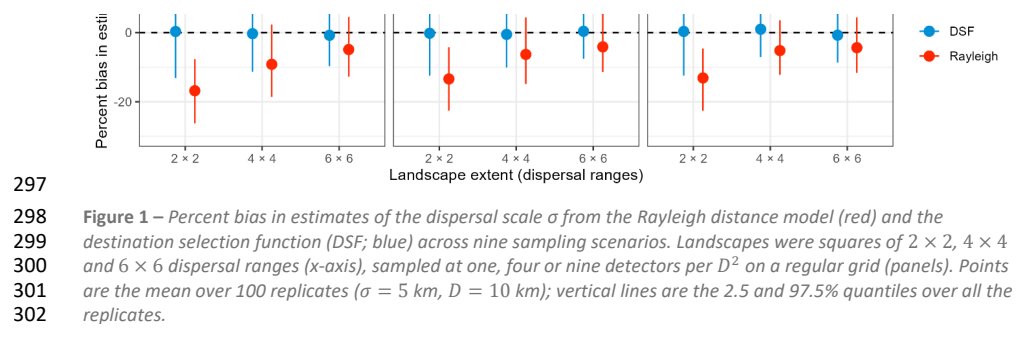 Percent bias in esti
0
-10
-20
2 × 2
4 × 4
6 × 6
2 × 2
4 × 4
6 × 6
2 × 2
4 × 4
6 × 6
Landscape extent (dispersal ranges)
DSF
Rayleigh
297
298 Figure 1 – Percent bias in estimates of the dispersal scale σ from the Rayleigh distance model (red) and the
299 destination selection function (DSF; blue) across nine sampling scenarios. Landscapes were squares of 2 × 2, 4 × 4
300 and 6 × 6 dispersal ranges (x-axis), sampled at one, four or nine detectors per D² on a regular grid (panels). Points
301 are the mean over 100 replicates (σ = 5 km, D = 10 km); vertical lines are the 2.5 and 97.5% quantiles over all the
302 replicates.